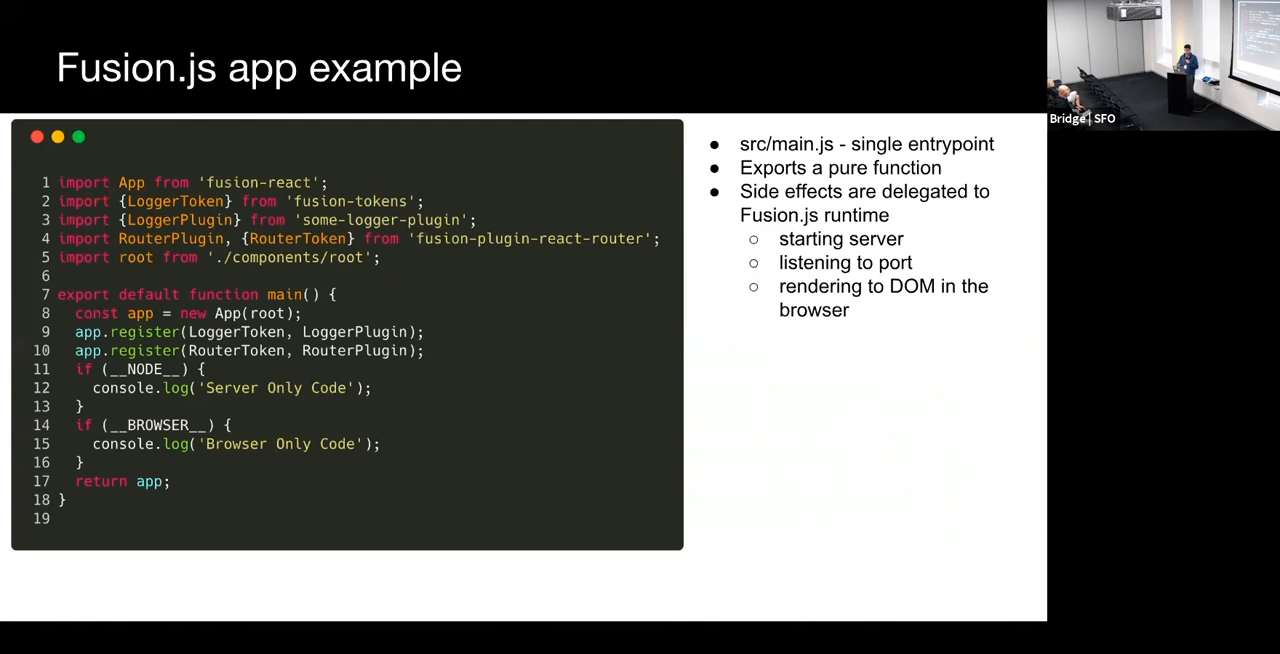 Fusion.js app example
1 import App from 'fusion-react';
2 import {LoggerToken} from 'fusion-tokens';
3 import {LoggerPlugin} from 'some-logger-plugin';
4 import RouterPlugin, {RouterToken} from 'fusion-plugin-react-router';
5 import root from './components/root';
6
7 export default function main() {
8   const app = new App(root);
9   app.register(LoggerToken, LoggerPlugin);
10   app.register(RouterToken, RouterPlugin);
11   if (__NODE__) {
12     console.log('Server Only Code');
13   }
14   if (__BROWSER__) {
15     console.log('Browser Only Code');
16   }
17   return app;
18 }
19
● src/main.js - single entrypoint
● Exports a pure function
● Side effects are delegated to
Fusion.js runtime
○ starting server
○ listening to port
○ rendering to DOM in the
browser
Bridge | SFO